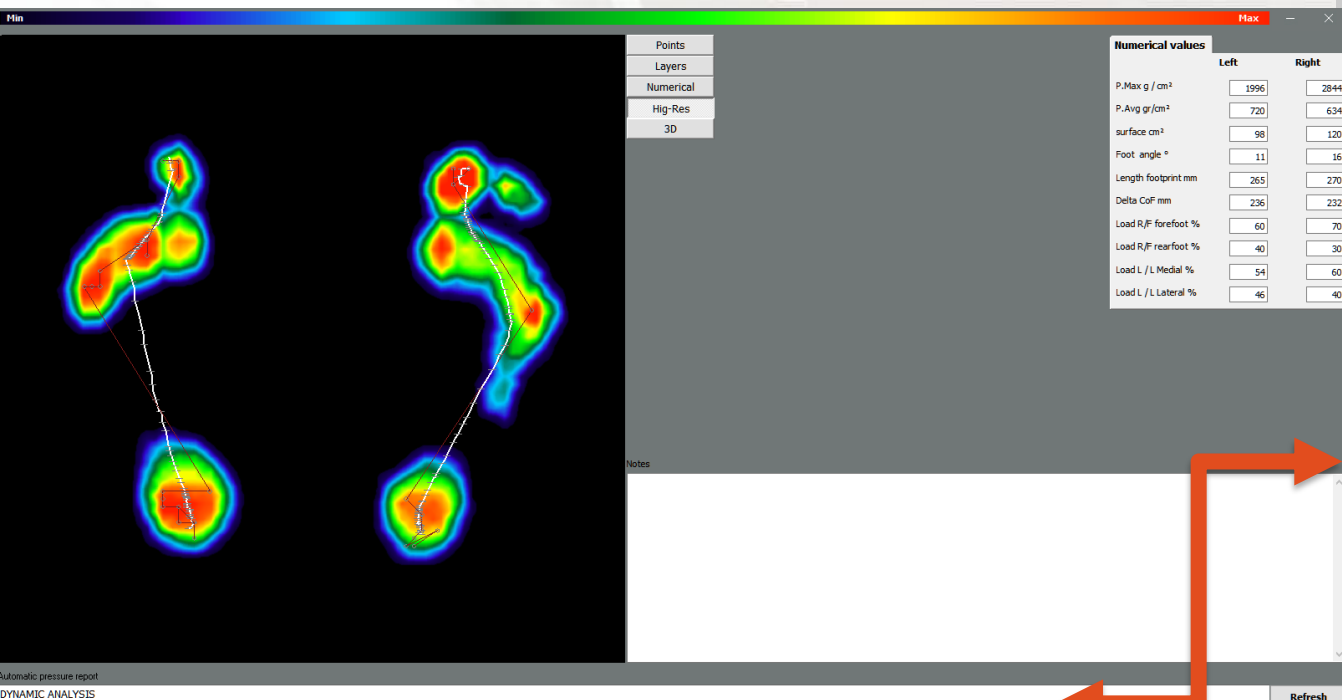 Min Max
Points
Layers
Numerical
Hig-Res
3D
Numerical values
Left Right
P.Max g / cm² 1996 2844
P.Avg gr/cm² 720 634
surface cm² 98 120
Foot angle ° 11 16
Length footprint mm 265 270
Delta CoF mm 236 232
Load R/F forefoot % 60 70
Load R/F rearfoot % 40 30
Load L / L Medial % 54 60
Load L / L Lateral % 46 40
Notes
Automatic pressure report
DYNAMIC ANALYSIS
Refresh